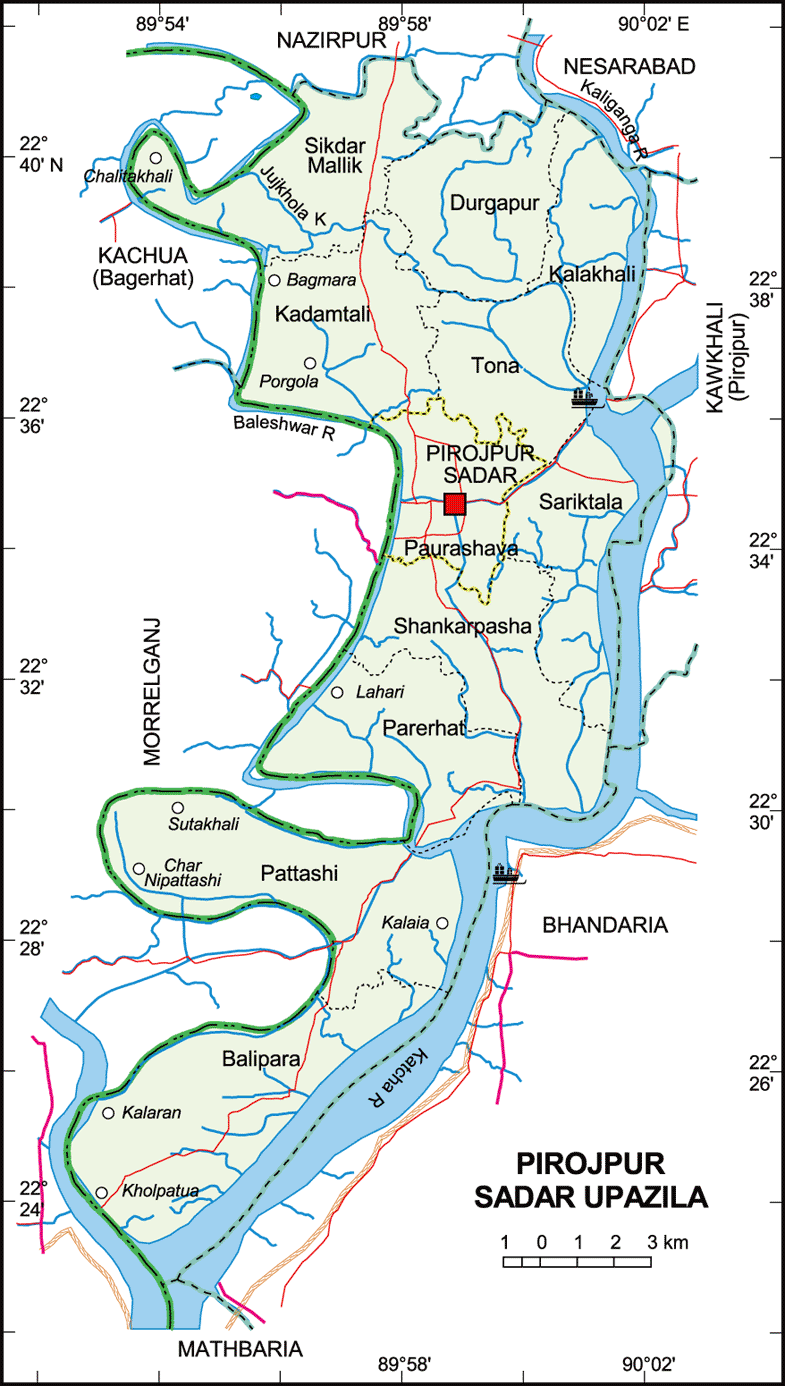 89°54'
89°58'
90°02' E
NAZIRPUR
NESARABAD
Kaliganga R
22°
40' N
Sikdar
Mallik
Chalitakhali
Jujkhola K
Durgapur
KACHUA
(Bagerhat)
Bagmara
Kalakhali
22°
38'
Kadamtali
KAWKHALI
(Pirojpur)
Porgola
Tona
22°
36'
Baleshwar R
PIROJPUR
SADAR
Sariktala
Paurashava
22°
34'
Shankarpasha
MORRELGANJ
22°
32'
Lahari
Parerhat
22°
30'
Sutakhali
Char
Nipattashi
Pattashi
Kalaia
BHANDARIA
22°
28'
Balipara
Katcha R
22°
26'
Kalaran
Kholpatua
22°
24'
PIROJPUR
SADAR UPAZILA
1 0 1 2 3 km
MATHBARIA
89°58'
90°02'